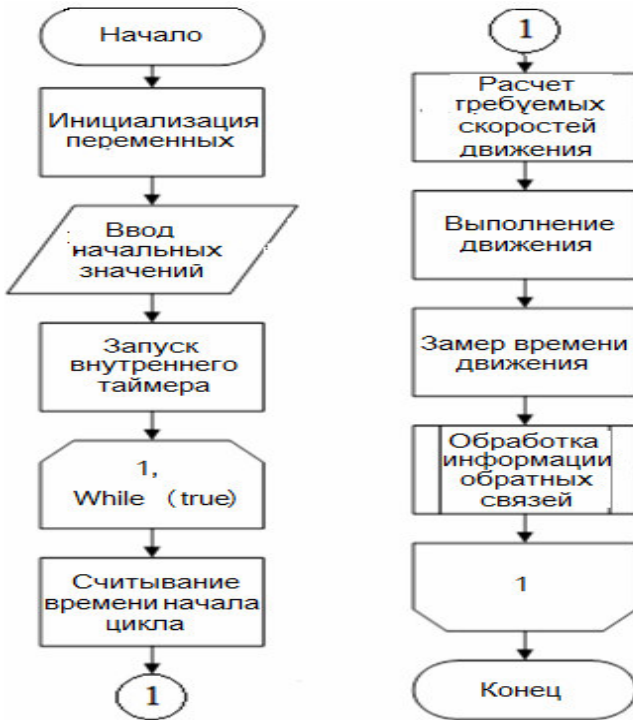 Начало
Инициализация
переменных
Ввод
начальных
значений
Запуск
внутреннего
таймера
1,
While (true)
Считывание
времени начала
цикла
1
1
Расчет
требуемых
скоростей
движения
Выполнение
движения
Замер времени
движения
Обработка
информации
обратных
связей
1
Конец